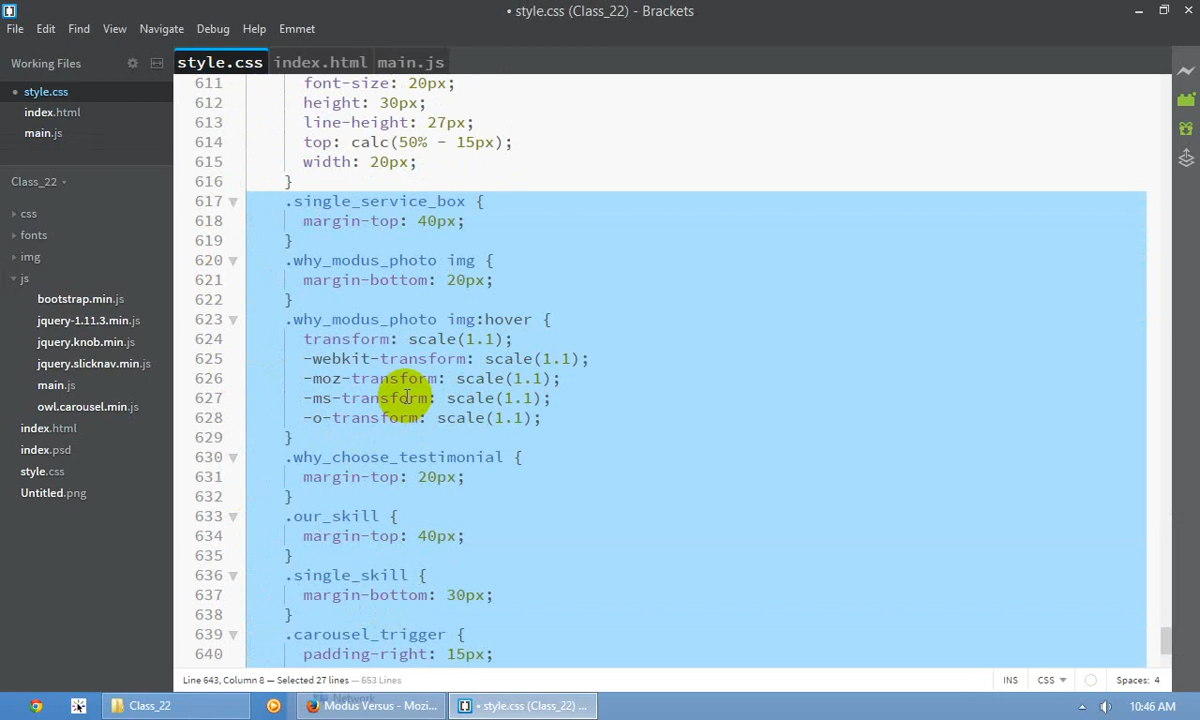 • style.css (Class_22) - Brackets
File Edit Find View Navigate Debug Help Emmet
Working Files
style.css index.html main.js
• style.css
index.html
main.js
Class_22
css
fonts
img
js
bootstrap.min.js
jquery-1.11.3.min.js
jquery.knob.min.js
jquery.slicknav.min.js
main.js
owl.carousel.min.js
index.html
index.psd
style.css
Untitled.png
611 font-size: 20px;
612 height: 30px;
613 line-height: 27px;
614 top: calc(50% - 15px);
615 width: 20px;
616 }
617 .single_service_box {
618 margin-top: 40px;
619 }
620 .why_modus_photo img {
621 margin-bottom: 20px;
622 }
623 .why_modus_photo img:hover {
624 transform: scale(1.1);
625 -webkit-transform: scale(1.1);
626 -moz-transform: scale(1.1);
627 -ms-transform: scale(1.1);
628 -o-transform: scale(1.1);
629 }
630 .why_choose_testimonial {
631 margin-top: 20px;
632 }
633 .our_skill {
634 margin-top: 40px;
635 }
636 .single_skill {
637 margin-bottom: 30px;
638 }
639 .carousel_trigger {
640 padding-right: 15px;
Line 643, Column 8 — Selected 27 lines — 653 Lines INS CSS Spaces: 4
Network
Class_22 Modus Versus - Mozi... • style.css (Class_22) ... 10:46 AM